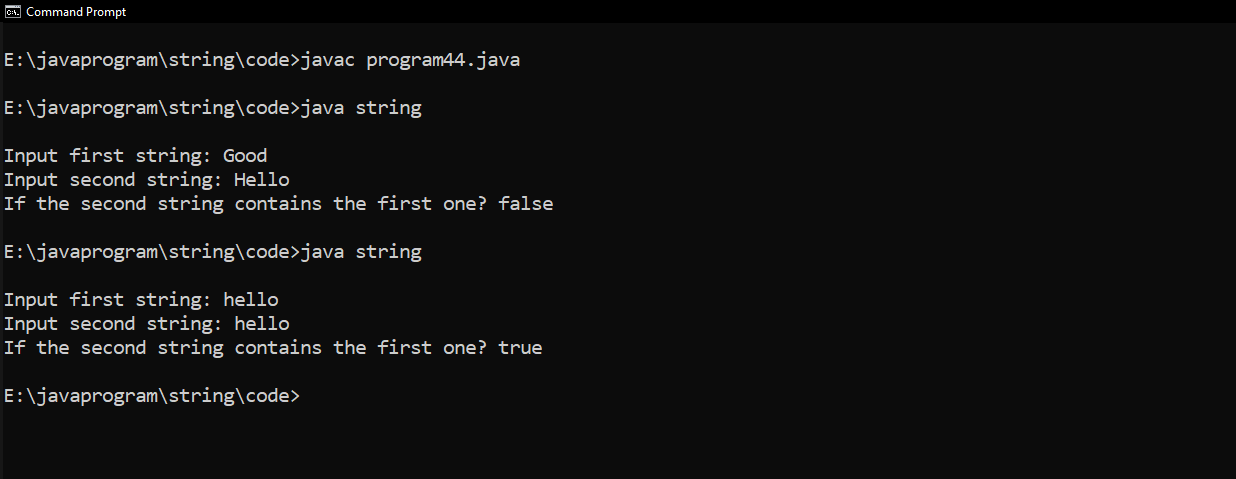 Command Prompt
E:\javaprogram\string\code>javac program44.java
E:\javaprogram\string\code>java string
Input first string: Good
Input second string: Hello
If the second string contains the first one? false
E:\javaprogram\string\code>java string
Input first string: hello
Input second string: hello
If the second string contains the first one? true
E:\javaprogram\string\code>